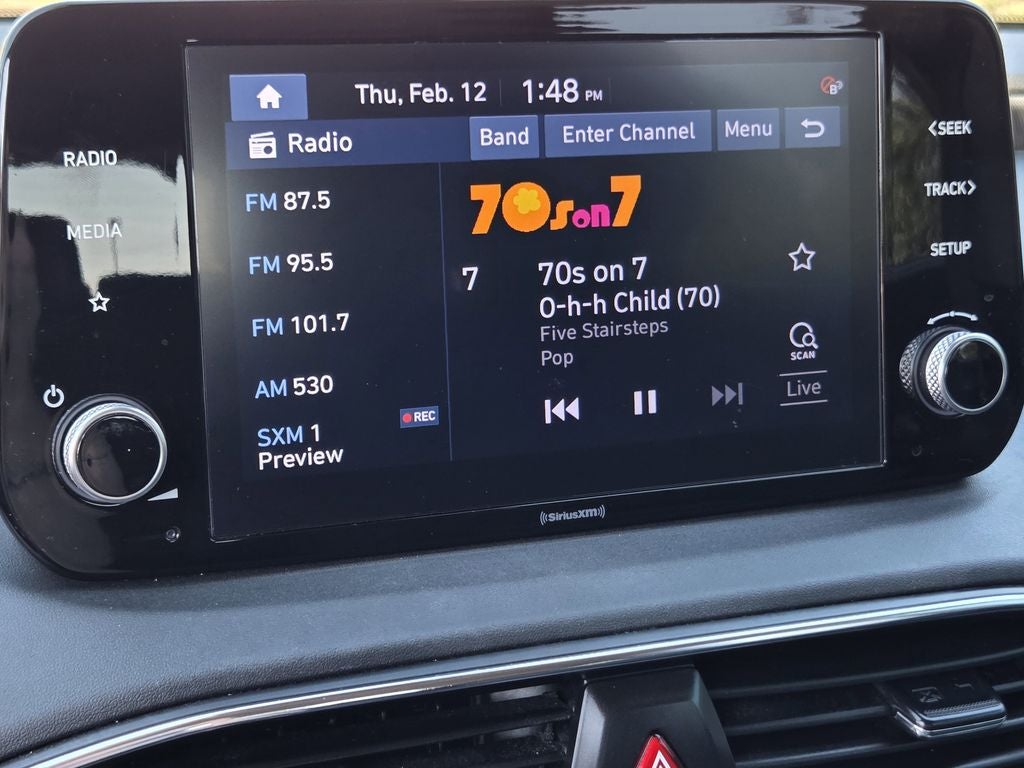 Thu, Feb. 12 1:48 PM
B
Radio
Band
Enter Channel
Menu
RADIO
MEDIA
<SEEK
TRACK>
SETUP
FM 87.5
FM 95.5
FM 101.7
AM 530
REC
SXM 1
Preview
70s on 7
7
70s on 7
O-h-h Child (70)
Five Stairsteps
Pop
SCAN
Live
((SiriusXM))